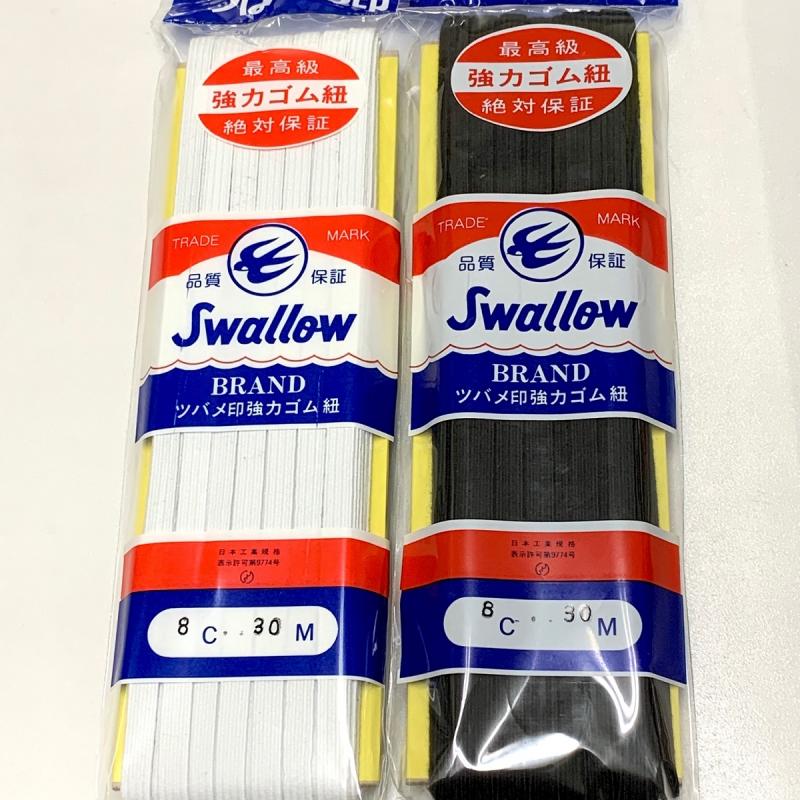 最高級
強力ゴム紐
絶対保証
TRADE MARK
品質 保証
Swallow
BRAND
ツバメ印強力ゴム紐
日本工業規格
表示許可第9774号
8 C 30 M
最高級
強力ゴム紐
絶対保証
TRADE MARK
品質 保証
Swallow
BRAND
ツバメ印強力ゴム紐
日本工業規格
表示許可第9774号
8 C 30 M